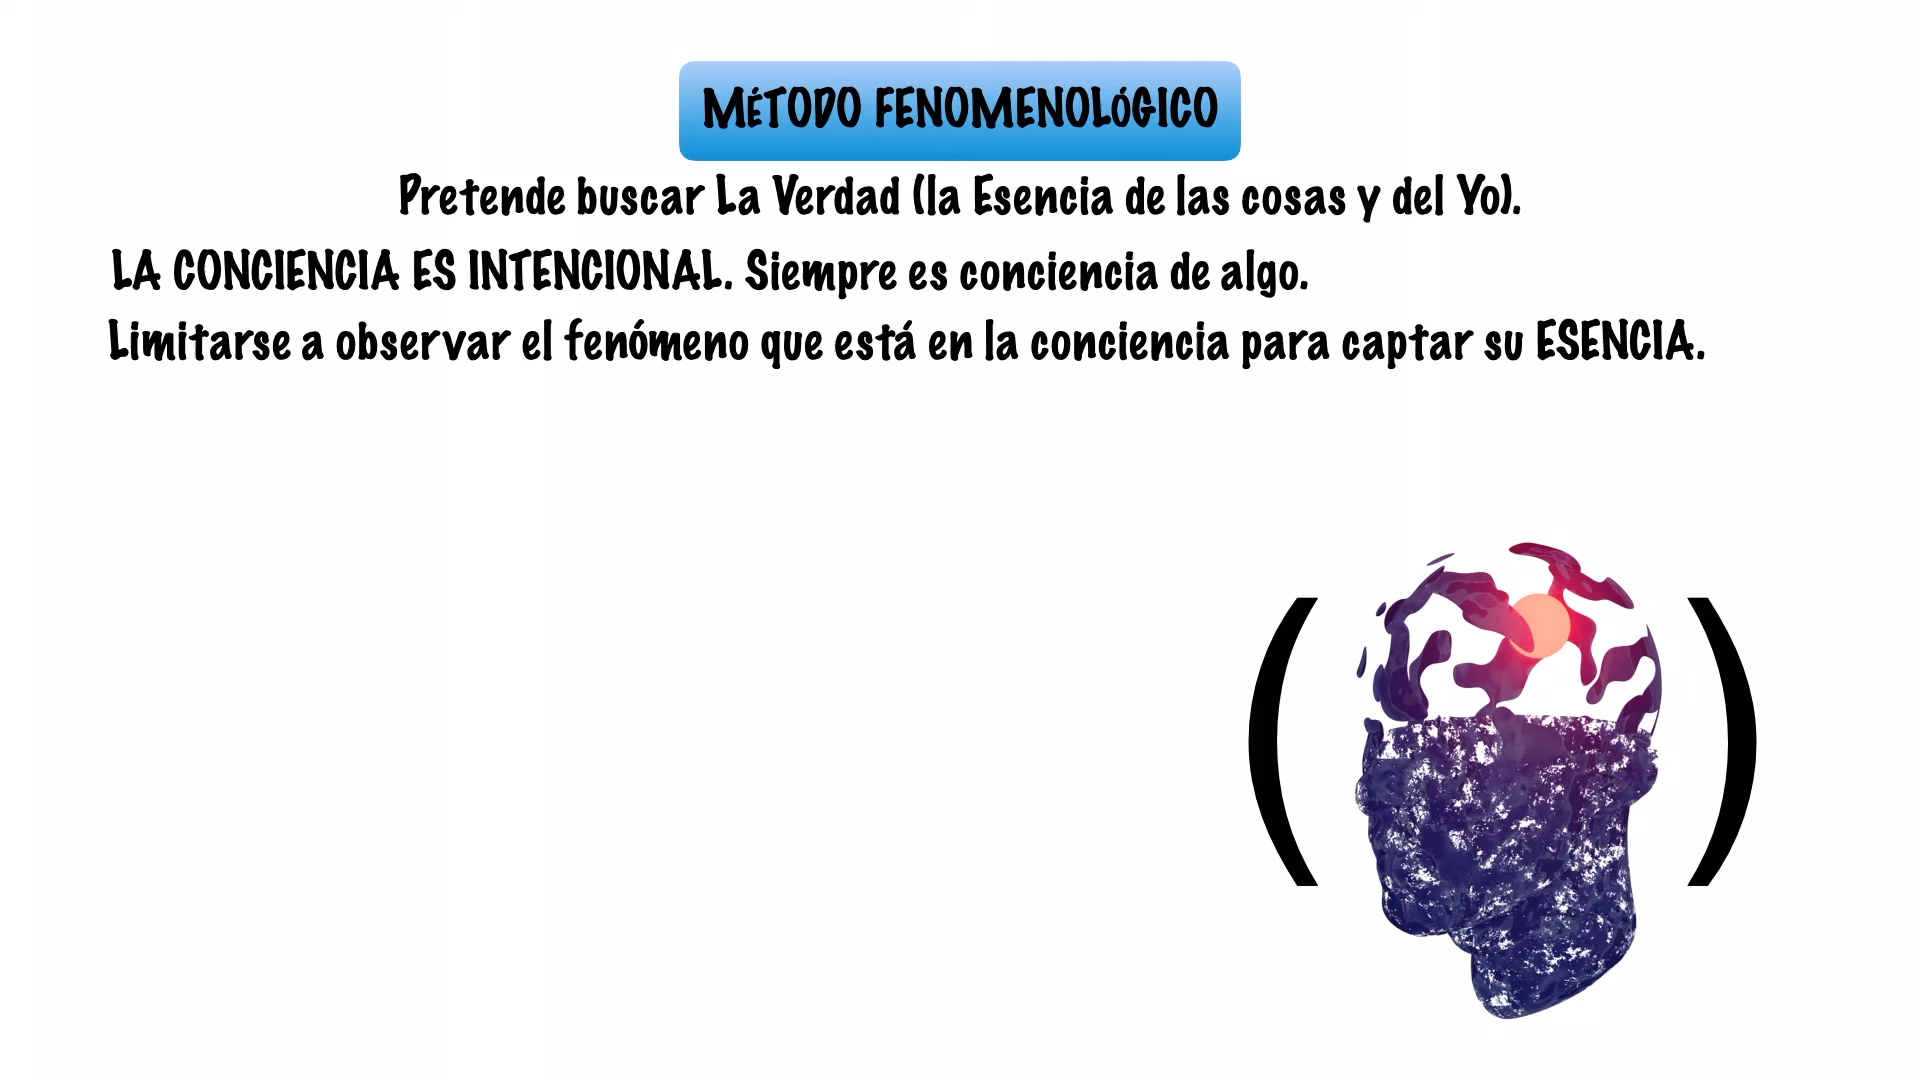 MÉTODO FENOMENOLÓGICO
Pretende buscar La Verdad (la Esencia de las cosas y del Yo).
LA CONCIENCIA ES INTENCIONAL. Siempre es conciencia de algo.
Limitarse a observar el fenómeno que está en la conciencia para captar su ESENCIA.
( )